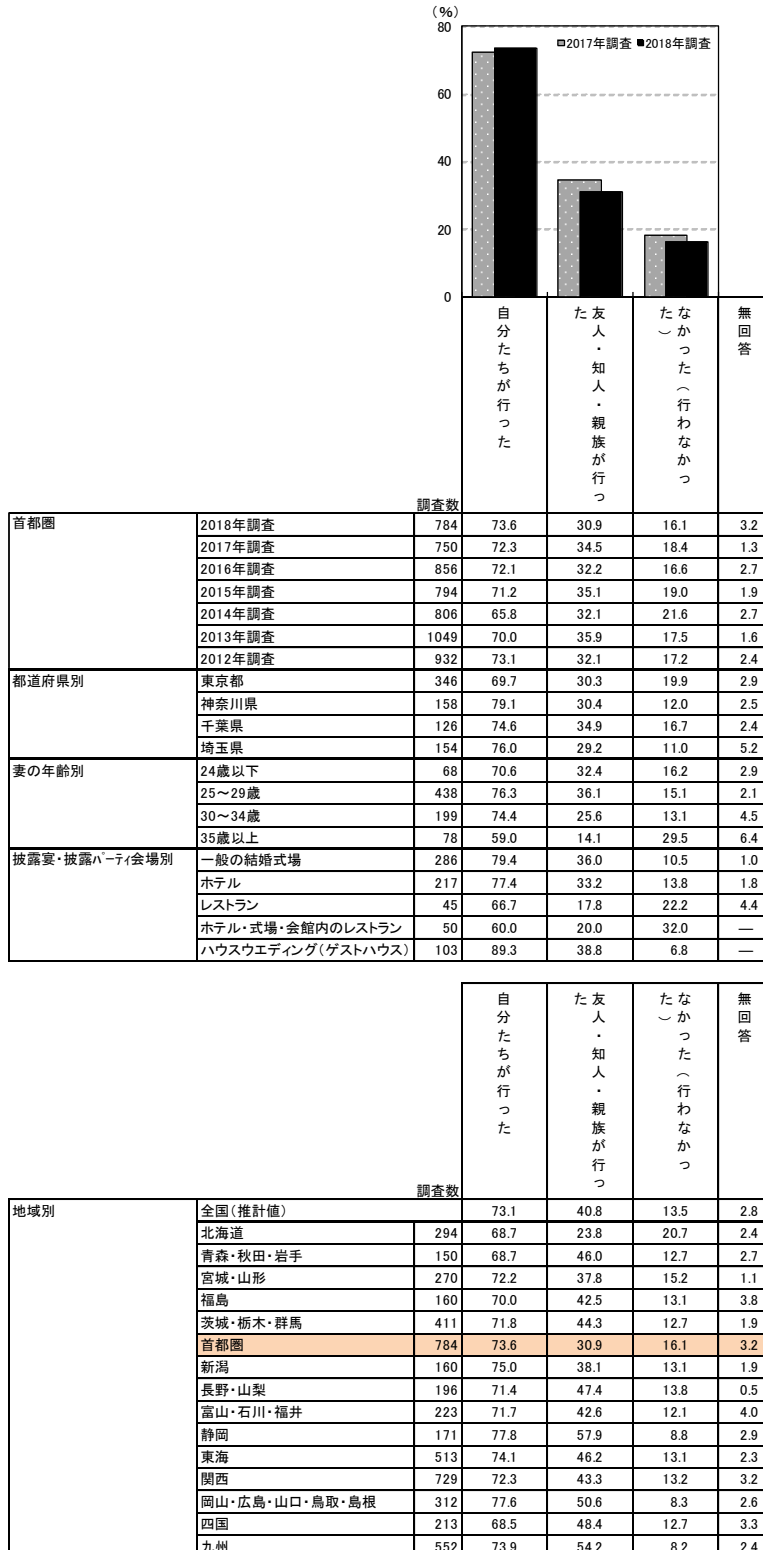 (%)
80
■2017年調査 ■2018年調査
60
40
20
0
自分たちが行った
友人・知人・親族が行った
なかった(行わなかった)
無回答
調査数
首都圏 2018年調査 784 73.6 30.9 16.1 3.2
2017年調査 750 72.3 34.5 18.4 1.3
2016年調査 856 72.1 32.2 16.6 2.7
2015年調査 794 71.2 35.1 19.0 1.9
2014年調査 806 65.8 32.1 21.6 2.7
2013年調査 1049 70.0 35.9 17.5 1.6
2012年調査 932 73.1 32.1 17.2 2.4
都道府県別 東京都 346 69.7 30.3 19.9 2.9
神奈川県 158 79.1 30.4 12.0 2.5
千葉県 126 74.6 34.9 16.7 2.4
埼玉県 154 76.0 29.2 11.0 5.2
妻の年齢別 24歳以下 68 70.6 32.4 16.2 2.9
25～29歳 438 76.3 36.1 15.1 2.1
30～34歳 199 74.4 25.6 13.1 4.5
35歳以上 78 59.0 14.1 29.5 6.4
披露宴・披露ﾊﾟｰﾃｨ会場別 一般の結婚式場 286 79.4 36.0 10.5 1.0
ホテル 217 77.4 33.2 13.8 1.8
レストラン 45 66.7 17.8 22.2 4.4
ホテル・式場・会館内のレストラン 50 60.0 20.0 32.0 ―
ハウスウエディング(ゲストハウス) 103 89.3 38.8 6.8 ―
自分たちが行った
友人・知人・親族が行った
なかった(行わなかった)
無回答
調査数
地域別 全国(推計値) 73.1 40.8 13.5 2.8
北海道 294 68.7 23.8 20.7 2.4
青森・秋田・岩手 150 68.7 46.0 12.7 2.7
宮城・山形 270 72.2 37.8 15.2 1.1
福島 160 70.0 42.5 13.1 3.8
茨城・栃木・群馬 411 71.8 44.3 12.7 1.9
首都圏 784 73.6 30.9 16.1 3.2
新潟 160 75.0 38.1 13.1 1.9
長野・山梨 196 71.4 47.4 13.8 0.5
富山・石川・福井 223 71.7 42.6 12.1 4.0
静岡 171 77.8 57.9 8.8 2.9
東海 513 74.1 46.2 13.1 2.3
関西 729 72.3 43.3 13.2 3.2
岡山・広島・山口・鳥取・島根 312 77.6 50.6 8.3 2.6
四国 213 68.5 48.4 12.7 3.3
九州 552 73.9 54.2 8.2 2.4